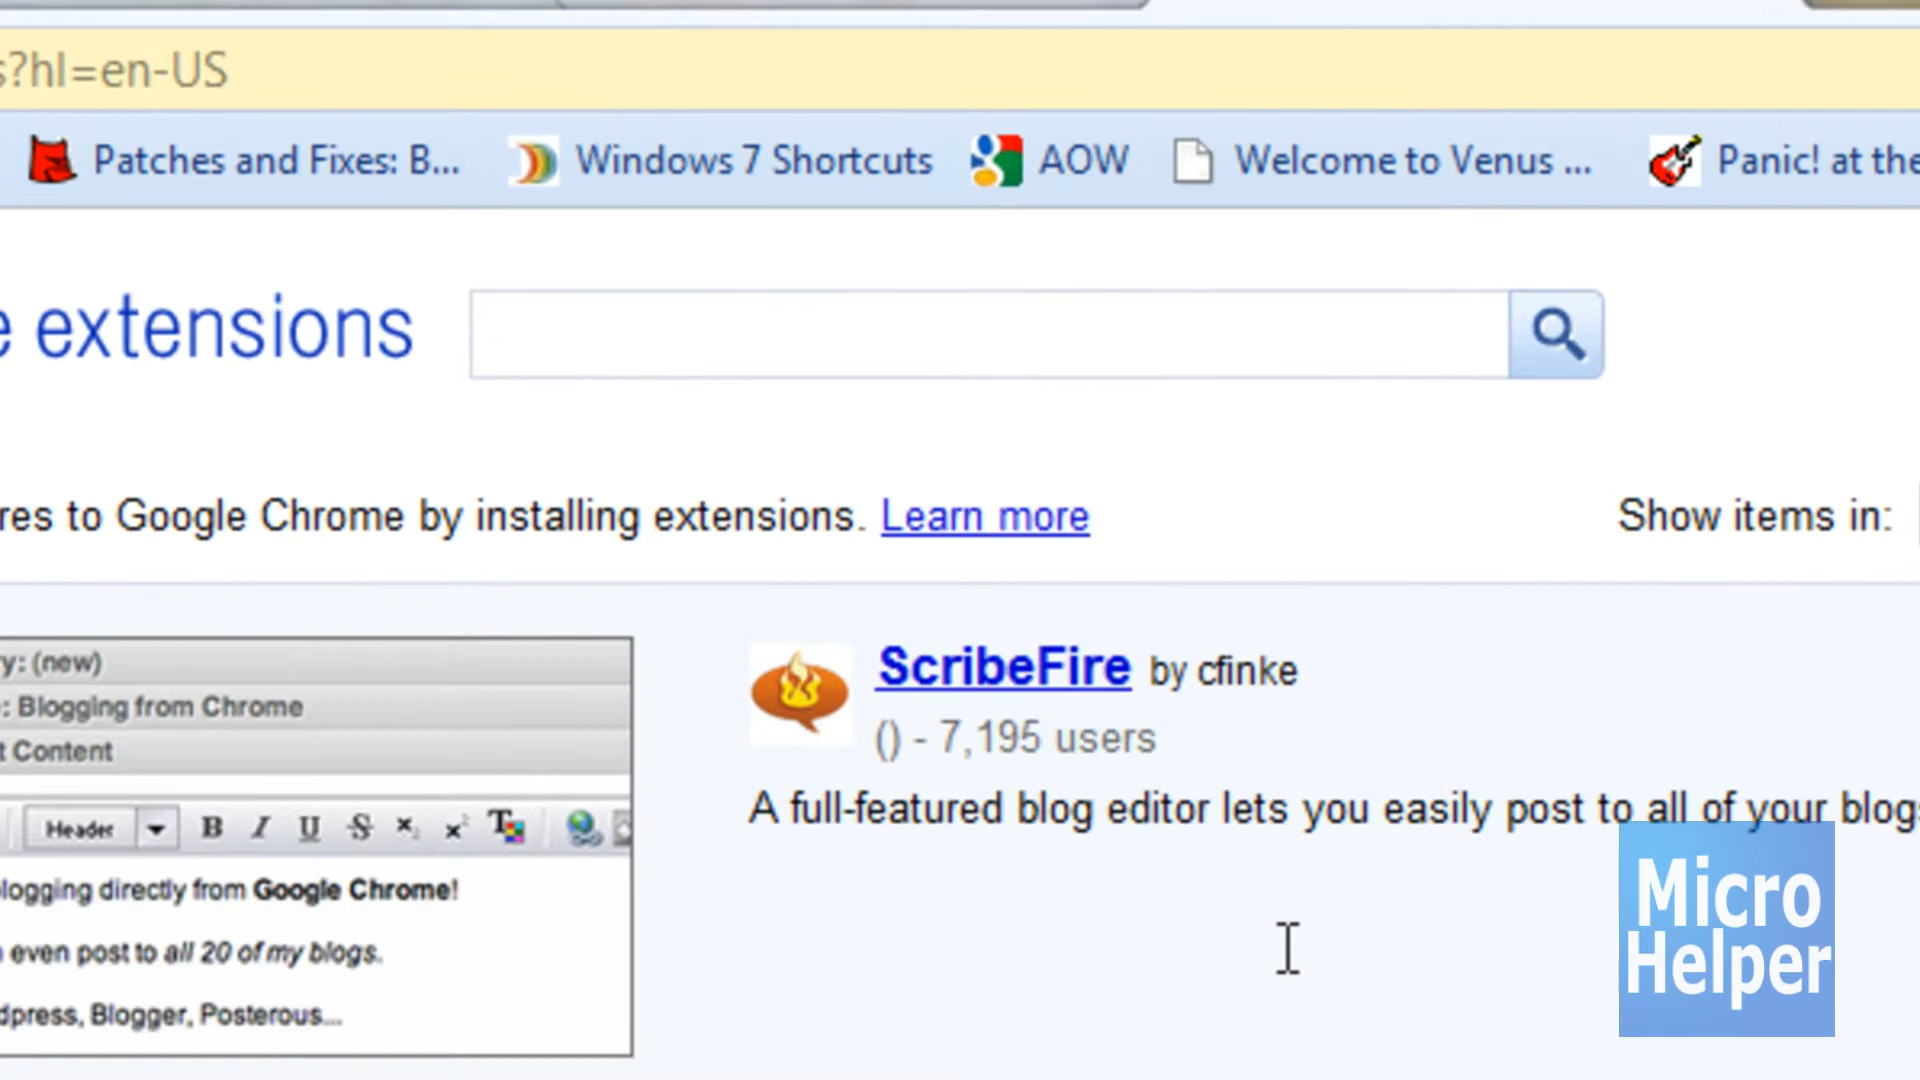 s?hl=en-US
Patches and Fixes: B... Windows 7 Shortcuts AOW Welcome to Venus ... Panic! at the
e extensions
res to Google Chrome by installing extensions. Learn more Show items in:
y: (new)
: Blogging from Chrome
t Content
Header B I U S
logging directly from Google Chrome!
even post to all 20 of my blogs.
dpress, Blogger, Posterous...
ScribeFire by cfinke
() - 7,195 users
A full-featured blog editor lets you easily post to all of your blogs
Micro
Helper